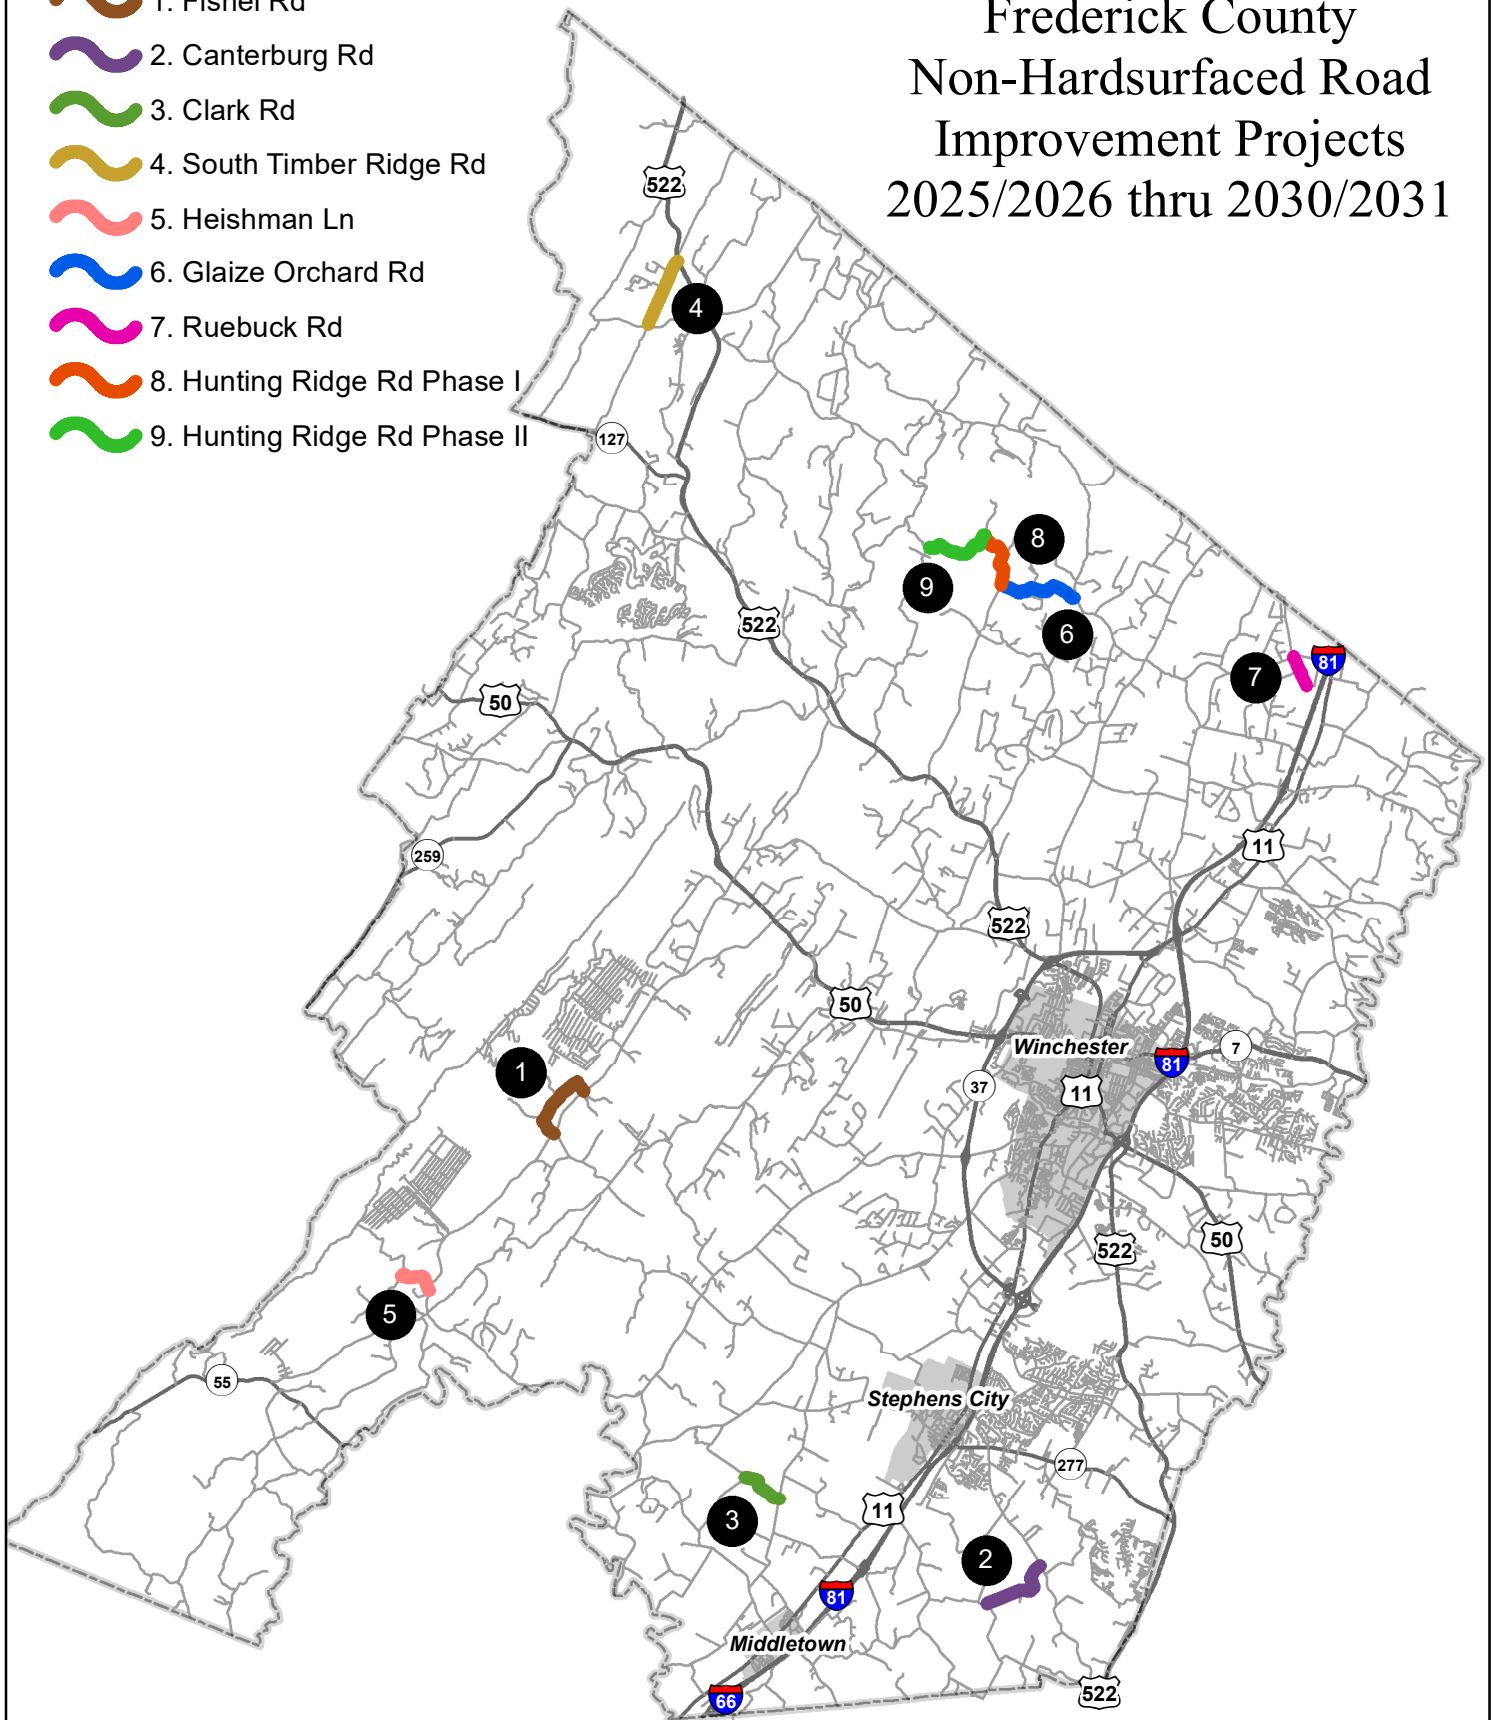 1. Fishel Rd
2. Canterburg Rd
3. Clark Rd
4. South Timber Ridge Rd
5. Heishman Ln
6. Glaize Orchard Rd
7. Ruebuck Rd
8. Hunting Ridge Rd Phase I
9. Hunting Ridge Rd Phase II
Frederick County
Non-Hardsurfaced Road
Improvement Projects
2025/2026 thru 2030/2031
522
4
127
8
9
6
522
7
81
50
11
259
522
50
Winchester
7
81
1
37
11
50
522
5
55
Stephens City
277
11
3
2
81
Middletown
522
66